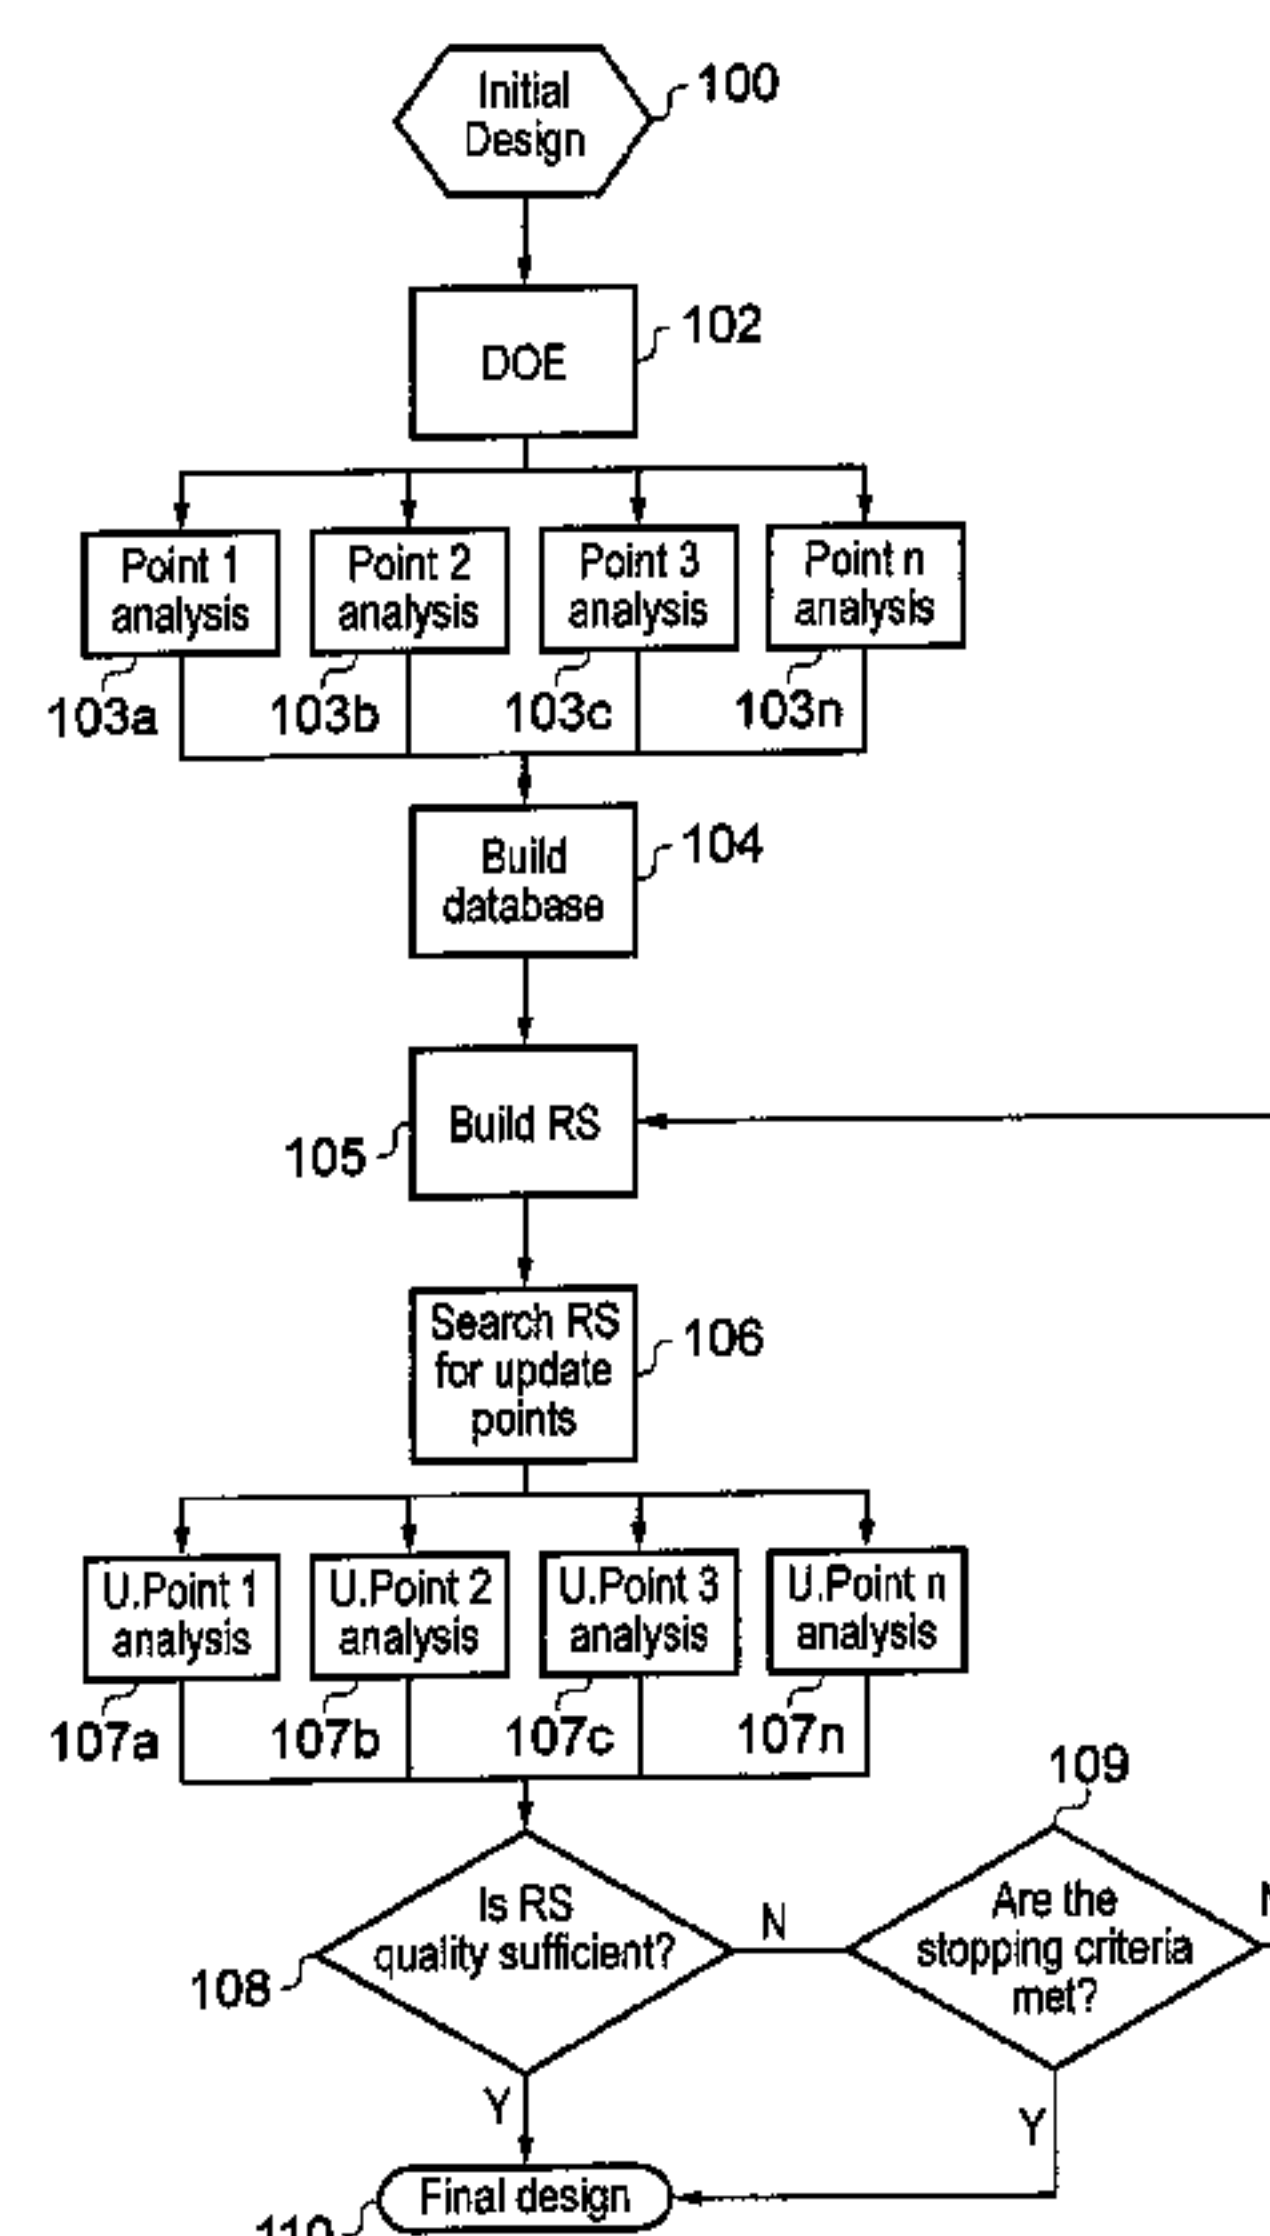 Initial
Design
100
DOE
102
Point 1
analysis
Point 2
analysis
Point 3
analysis
Point n
analysis
103a
103b
103c
103n
Build
database
104
Build RS
105
Search RS
for update
points
106
U.Point 1
analysis
U.Point 2
analysis
U.Point 3
analysis
U.Point n
analysis
107a
107b
107c
107n
109
Is RS
quality sufficient?
108
N
Are the
stopping criteria
met?
N
Y
Y
Final design
110